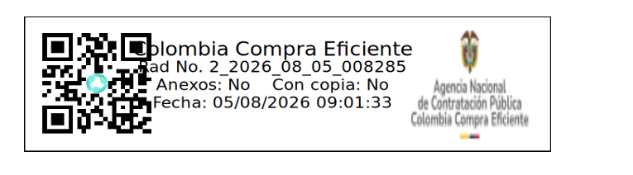 Colombia Compra Eficiente
Rad No. 2_2026_08_05_008285
Anexos: No    Con copia: No
Fecha: 05/08/2026 09:01:33
Agencia Nacional
de Contratación Pública
Colombia Compra Eficiente